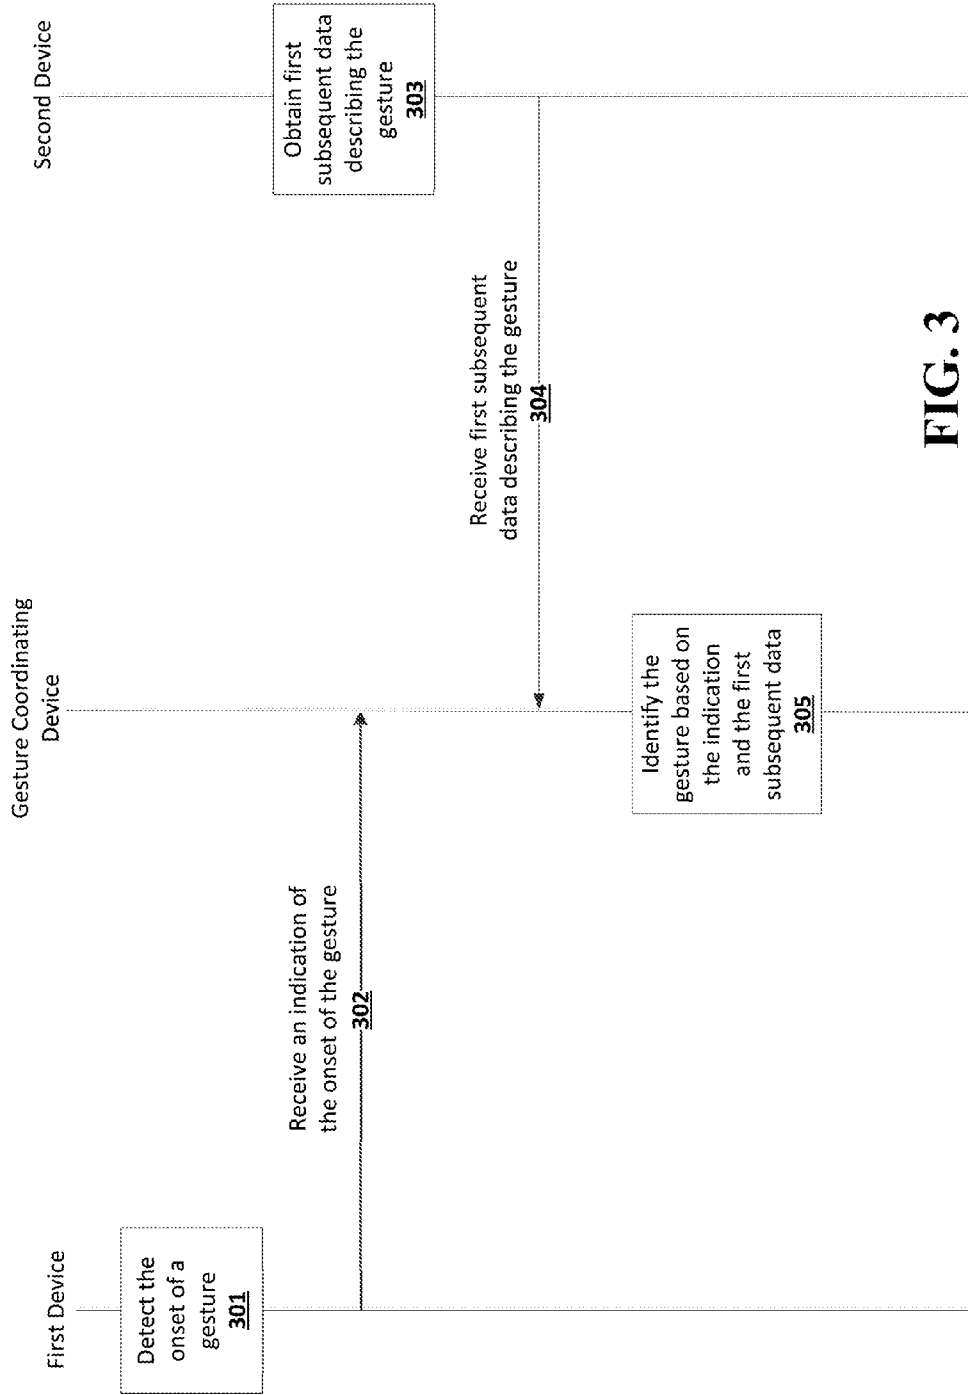 First Device
Gesture Coordinating
Device
Second Device
Detect the
onset of a
gesture
301
Receive an indication of
the onset of the gesture
302
Obtain first
subsequent data
describing the
gesture
303
Receive first subsequent
data describing the gesture
304
Identify the
gesture based on
the indication
and the first
subsequent data
305
FIG. 3